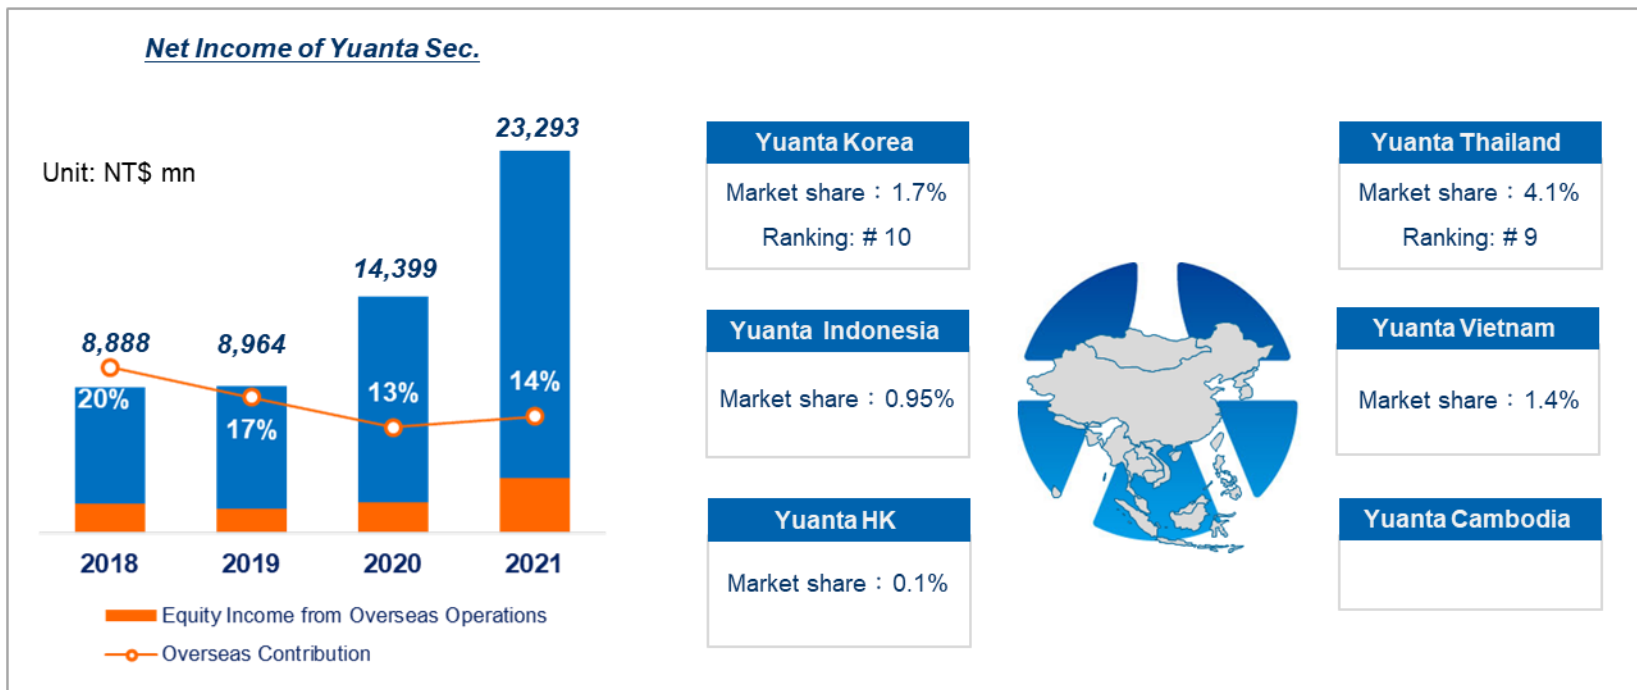 Net Income of Yuanta Sec.
Unit: NT$ mn
8,888
8,964
14,399
23,293
20%
17%
13%
14%
2018
2019
2020
2021
Equity Income from Overseas Operations
Overseas Contribution
Yuanta Korea
Market share：1.7%
Ranking: # 10
Yuanta Indonesia
Market share：0.95%
Yuanta HK
Market share：0.1%
Yuanta Thailand
Market share：4.1%
Ranking: # 9
Yuanta Vietnam
Market share：1.4%
Yuanta Cambodia